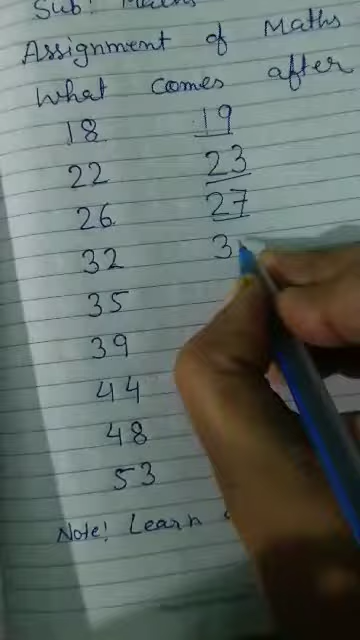 Sub: Maths
Assignment of Maths
What comes after
18 19
22 23
26 27
32 3
35
39
44
48
53
Note! Learn